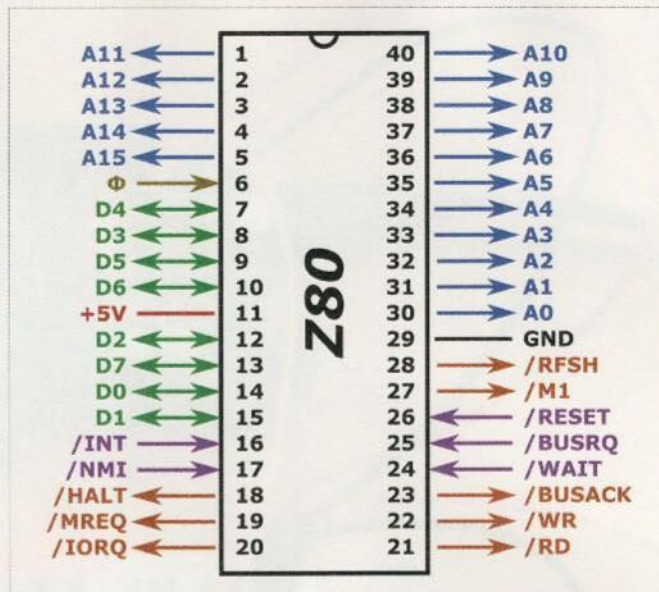 A11 1 40 A10
A12 2 39 A9
A13 3 38 A8
A14 4 37 A7
A15 5 36 A6
Φ 6 35 A5
D4 7 34 A4
D3 8 33 A3
D5 9 32 A2
D6 10 31 A1
+5V 11 30 A0
D2 12 29 GND
D7 13 28 /RFSH
D0 14 27 /M1
D1 15 26 /RESET
/INT 16 25 /BUSRQ
/NMI 17 24 /WAIT
/HALT 18 23 /BUSACK
/MREQ 19 22 /WR
/IORQ 20 21 /RD
Z80